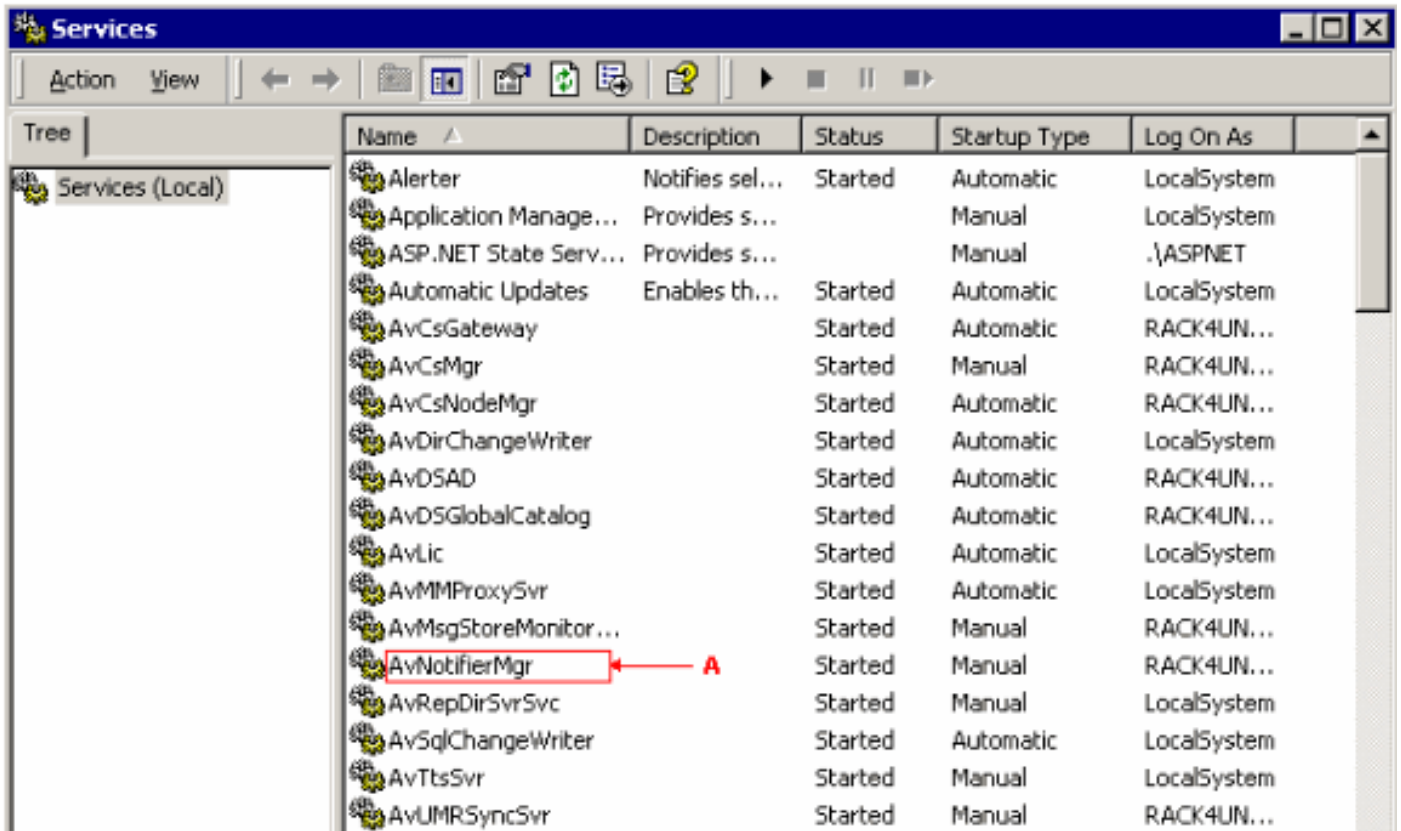 Services
Action View
Tree
Services (Local)
Name Description Status Startup Type Log On As
Alerter Notifies sel... Started Automatic LocalSystem
Application Manage... Provides s... Manual LocalSystem
ASP.NET State Serv... Provides s... Manual .\ASPNET
Automatic Updates Enables th... Started Automatic LocalSystem
AvCsGateway Started Automatic RACK4UN...
AvCsMgr Started Manual RACK4UN...
AvCsNodeMgr Started Automatic RACK4UN...
AvDirChangeWriter Started Automatic LocalSystem
AvDSAD Started Automatic RACK4UN...
AvDSGlobalCatalog Started Automatic RACK4UN...
AvLic Started Automatic LocalSystem
AvMMProxySvr Started Automatic LocalSystem
AvMsgStoreMonitor... Started Manual RACK4UN...
AvNotifierMgr A Started Manual RACK4UN...
AvRepDirSvrSvc Started Manual LocalSystem
AvSqlChangeWriter Started Automatic LocalSystem
AvTtsSvr Started Manual LocalSystem
AvUMRSyncSvr Started Manual RACK4UN...